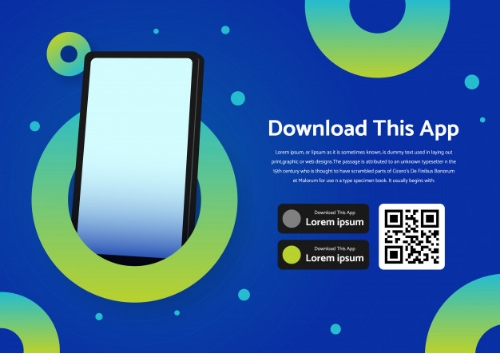 Download This App
Lorem ipsum, or lpsum as it is sometimes known, is dummy text used in laying out
print,graphic or web designs.The passage is attributed to an unknown typesetter in the
15th century who is thought to have scrambled parts of Cicero's De Finibus Bonorum
et Malorum for use n a type specimen book. It usually begins with:
Download This App
Lorem ipsum
Download This App
Lorem ipsum